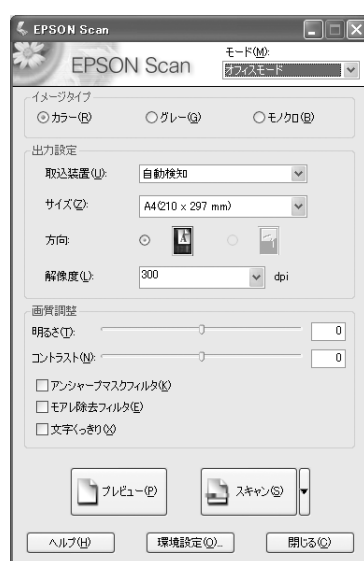 EPSON Scan
EPSON Scan
モード(M):
オフィスモード
イメージタイプ
カラー(R) グレー(G) モノクロ(B)
出力設定
取込装置(U): 自動検知
サイズ(Z): A4(210 x 297 mm)
方向:
解像度(L): 300 dpi
画質調整
明るさ(T): 0
コントラスト(N): 0
アンシャープマスクフィルタ(K)
モアレ除去フィルタ(E)
文字くっきり(X)
プレビュー(P) スキャン(S)
ヘルプ(H) 環境設定(O)... 閉じる(C)